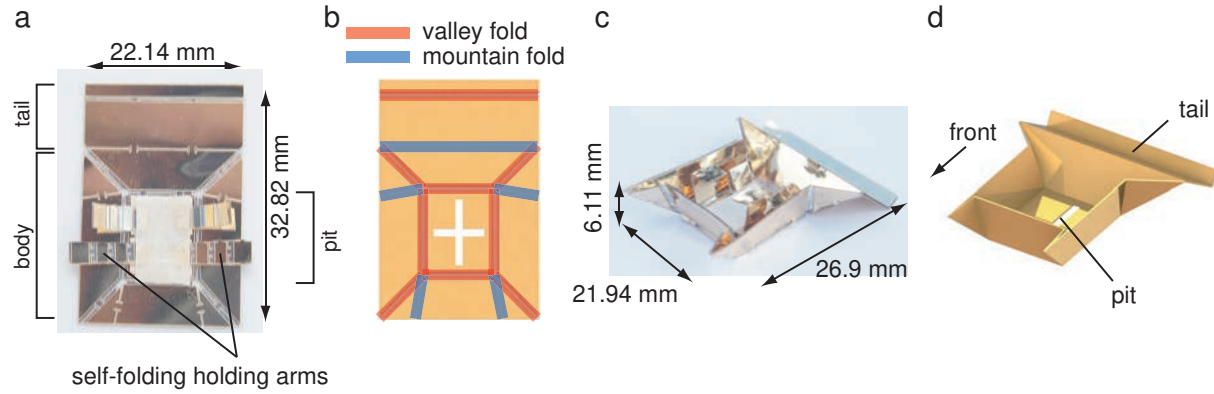 a
22.14 mm
tail
body
32.82 mm
pit
self-folding holding arms
b
valley fold
mountain fold
c
6.11 mm
21.94 mm
26.9 mm
d
front
tail
pit